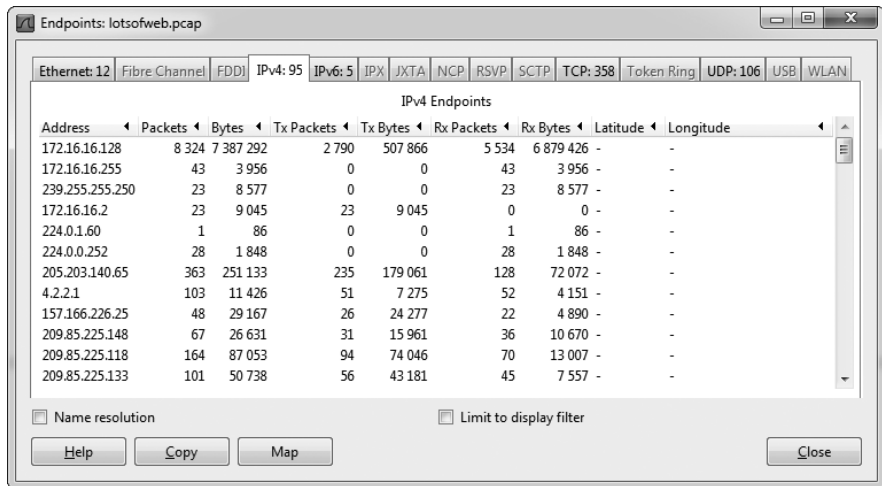 Endpoints: lotsofweb.pcap
Ethernet: 12 Fibre Channel FDDI IPv4: 95 IPv6: 5 IPX JXTA NCP RSVP SCTP TCP: 358 Token Ring UDP: 106 USB WLAN
IPv4 Endpoints
Address Packets Bytes Tx Packets Tx Bytes Rx Packets Rx Bytes Latitude Longitude
172.16.16.128 8 324 7 387 292 2 790 507 866 5 534 6 879 426 - -
172.16.16.255 43 3 956 0 0 43 3 956 - -
239.255.255.250 23 8 577 0 0 23 8 577 - -
172.16.16.2 23 9 045 23 9 045 0 0 - -
224.0.1.60 1 86 0 0 1 86 - -
224.0.0.252 28 1 848 0 0 28 1 848 - -
205.203.140.65 363 251 133 235 179 061 128 72 072 - -
4.2.2.1 103 11 426 51 7 275 52 4 151 - -
157.166.226.25 48 29 167 26 24 277 22 4 890 - -
209.85.225.148 67 26 631 31 15 961 36 10 670 - -
209.85.225.118 164 87 053 94 74 046 70 13 007 - -
209.85.225.133 101 50 738 56 43 181 45 7 557 - -
Name resolution Limit to display filter
Help Copy Map Close